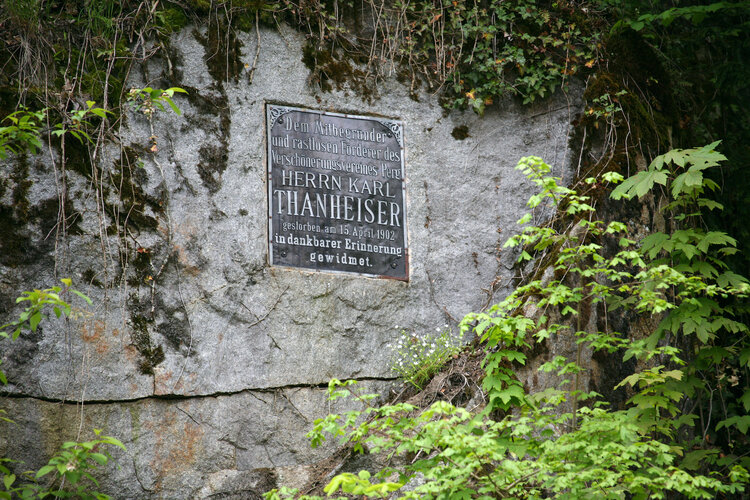 Dem Mitbegründer
und rastlosen Förderer des
Verschönerungsvereines Perg
HERRN KARL
THANHEISER
gestorben am 15. April 1902
in dankbarer Erinnerung
gewidmet.